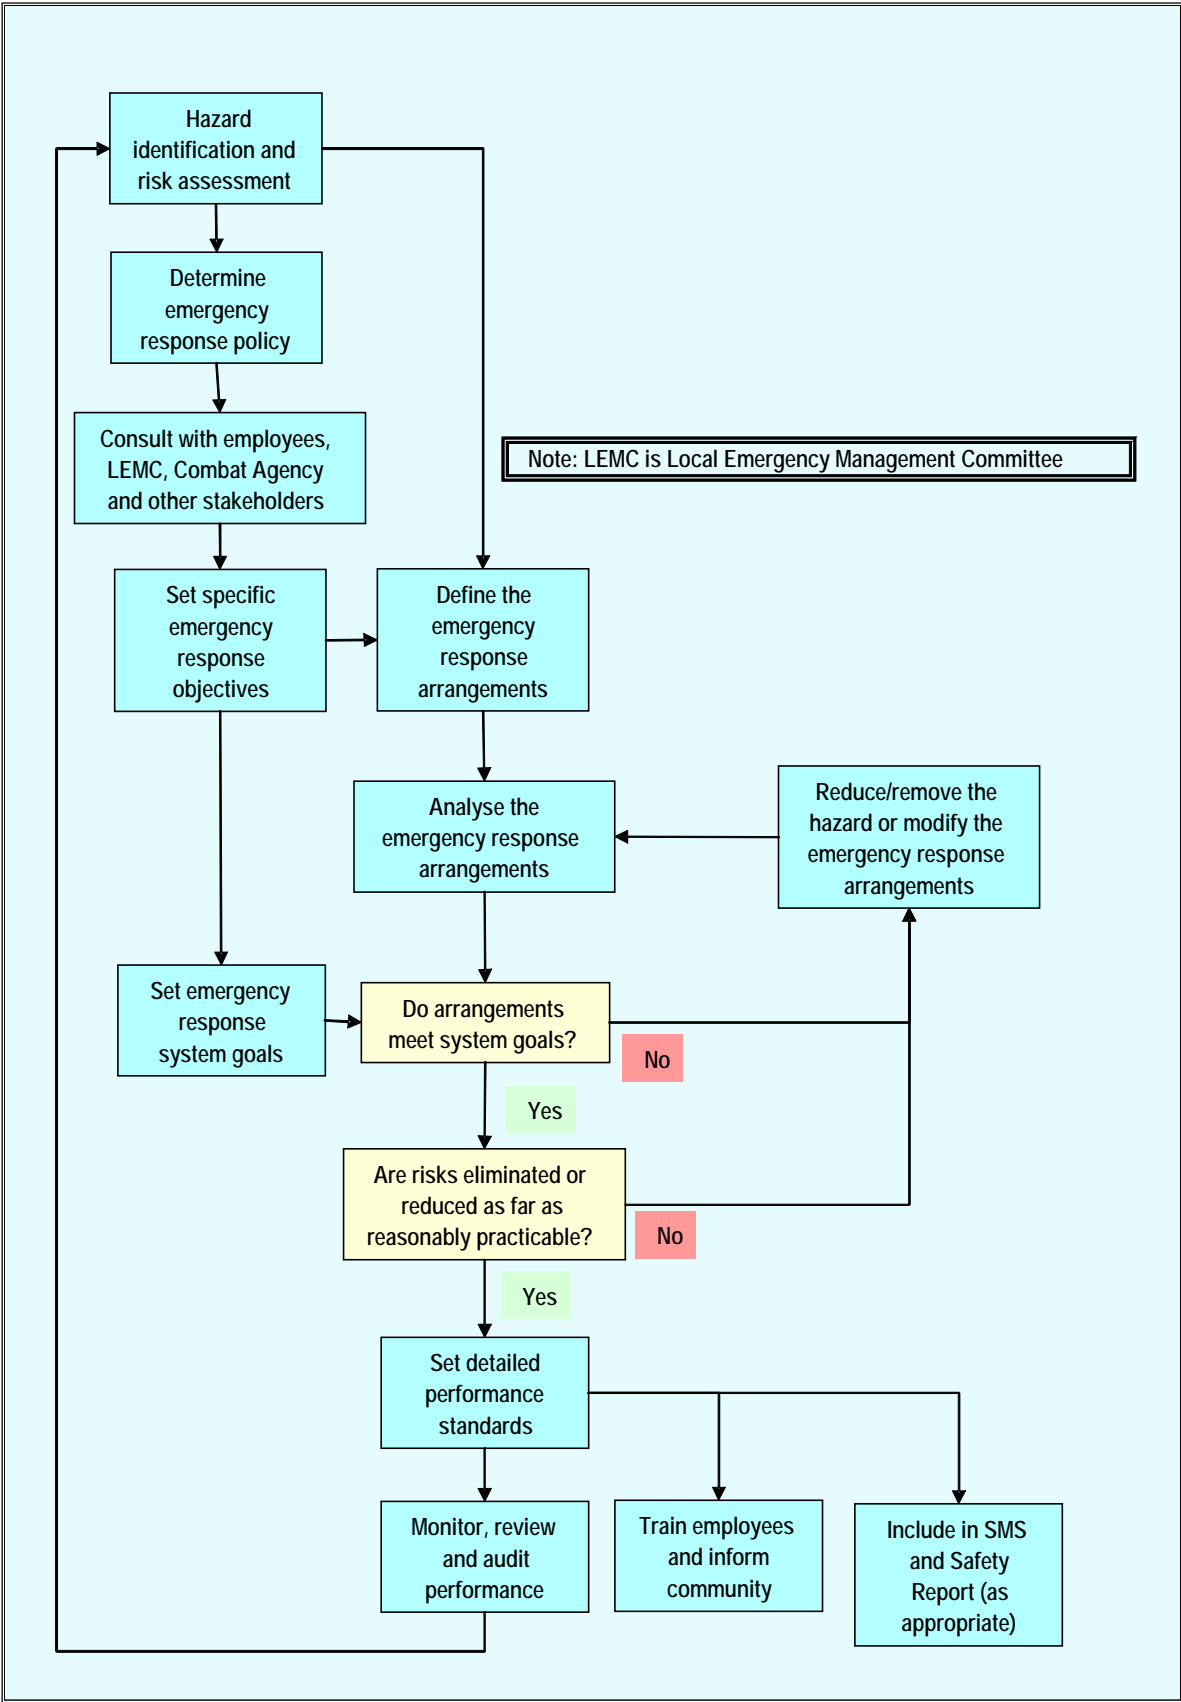 Hazard
identification and
risk assessment
Determine
emergency
response policy
Consult with employees,
LEMC, Combat Agency
and other stakeholders
Note: LEMC is Local Emergency Management Committee
Set specific
emergency
response
objectives
Define the
emergency
response
arrangements
Analyse the
emergency response
arrangements
Reduce/remove the
hazard or modify the
emergency response
arrangements
Set emergency
response
system goals
Do arrangements
meet system goals?
No
Yes
Are risks eliminated or
reduced as far as
reasonably practicable?
No
Yes
Set detailed
performance
standards
Monitor, review
and audit
performance
Train employees
and inform
community
Include in SMS
and Safety
Report (as
appropriate)